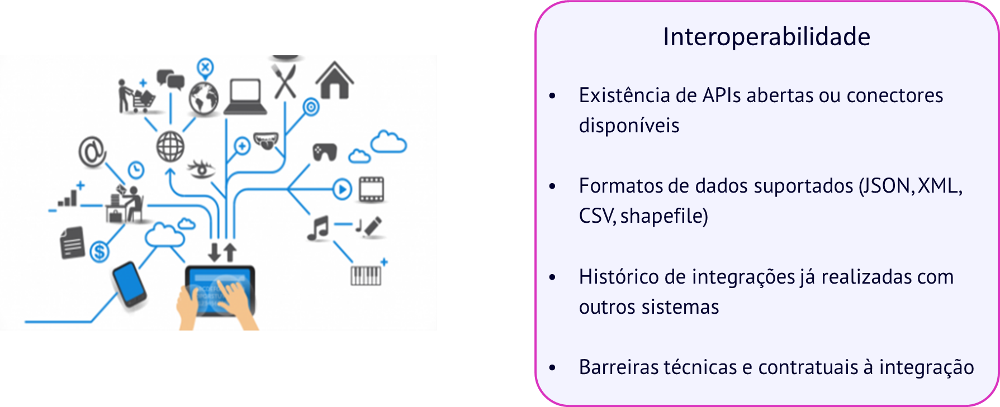 Interoperabilidade
• Existência de APIs abertas ou conectores
disponíveis
• Formatos de dados suportados (JSON, XML,
CSV, shapefile)
• Histórico de integrações já realizadas com
outros sistemas
• Barreiras técnicas e contratuais à integração